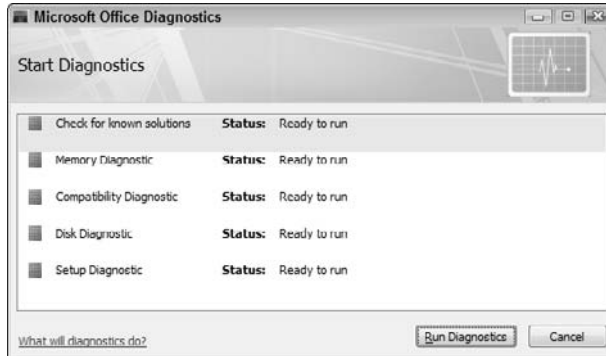 Microsoft Office Diagnostics
Start Diagnostics
Check for known solutions Status: Ready to run
Memory Diagnostic Status: Ready to run
Compatibility Diagnostic Status: Ready to run
Disk Diagnostic Status: Ready to run
Setup Diagnostic Status: Ready to run
What will diagnostics do? Run Diagnostics Cancel